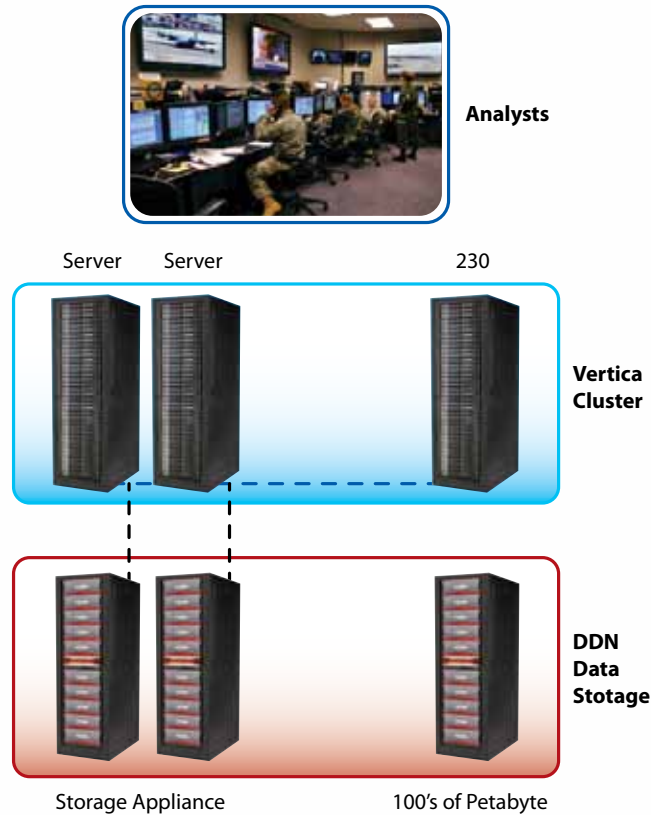 Analysts
Server Server 230
Vertica
Cluster
DDN
Data
Stotage
Storage Appliance 100's of Petabyte